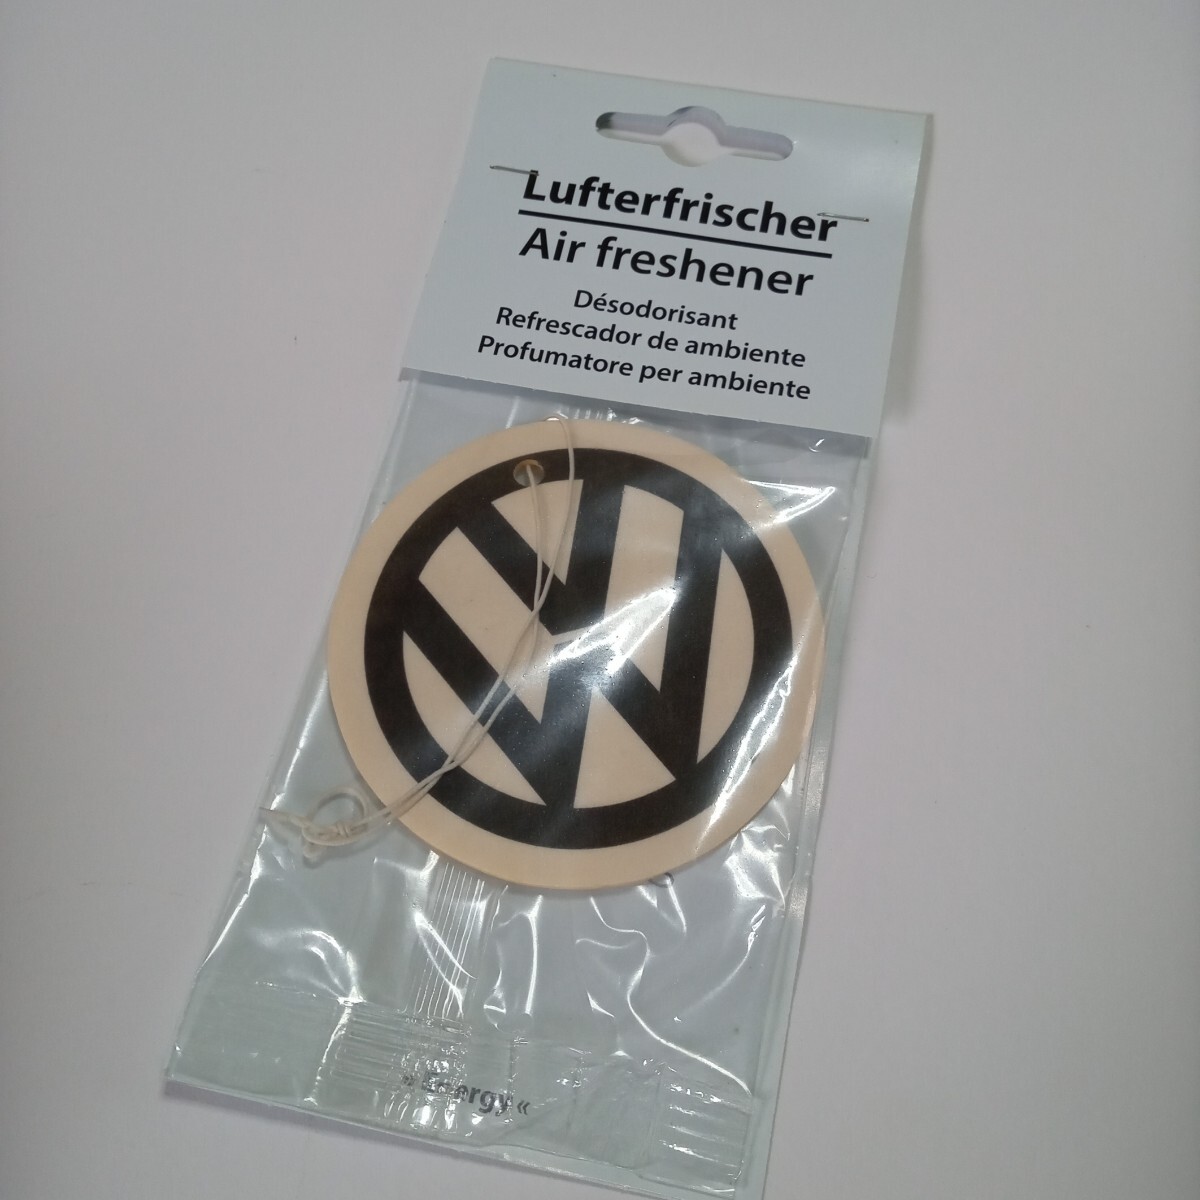 Lufterfrischer
Air freshener
Désodorisant
Refrescador de ambiente
Profumatore per ambiente
» Energy «